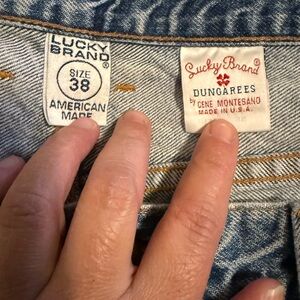 LUCKY
BRAND®
SIZE
38
AMERICAN
MADE
Lucky Brand®
DUNGAREES
by GENE MONTESANO
MADE IN U.S.A.